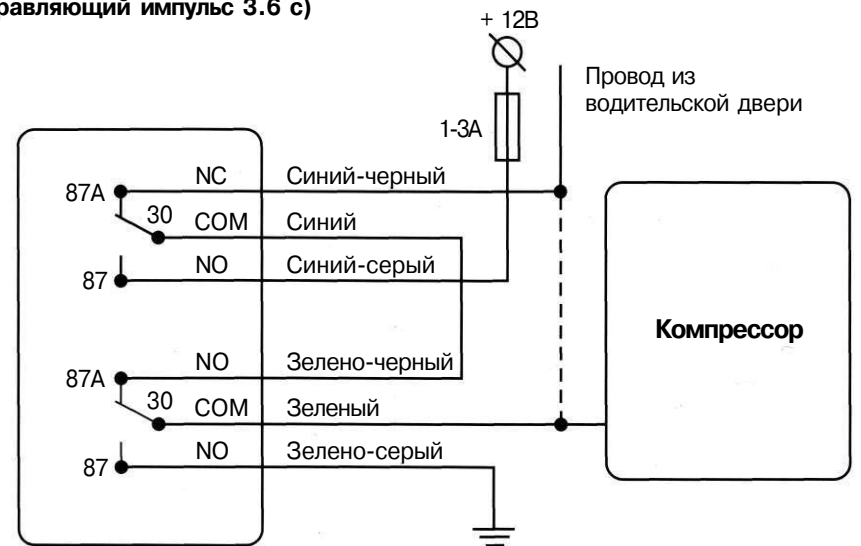 равляющий импульс 3.6 с)
+ 12В
Провод из
водительской двери
1-3А
87А NC Синий-черный
30 COM Синий
87 NO Синий-серый
Компрессор
87А NO Зелено-черный
30 COM Зеленый
87 NO Зелено-серый